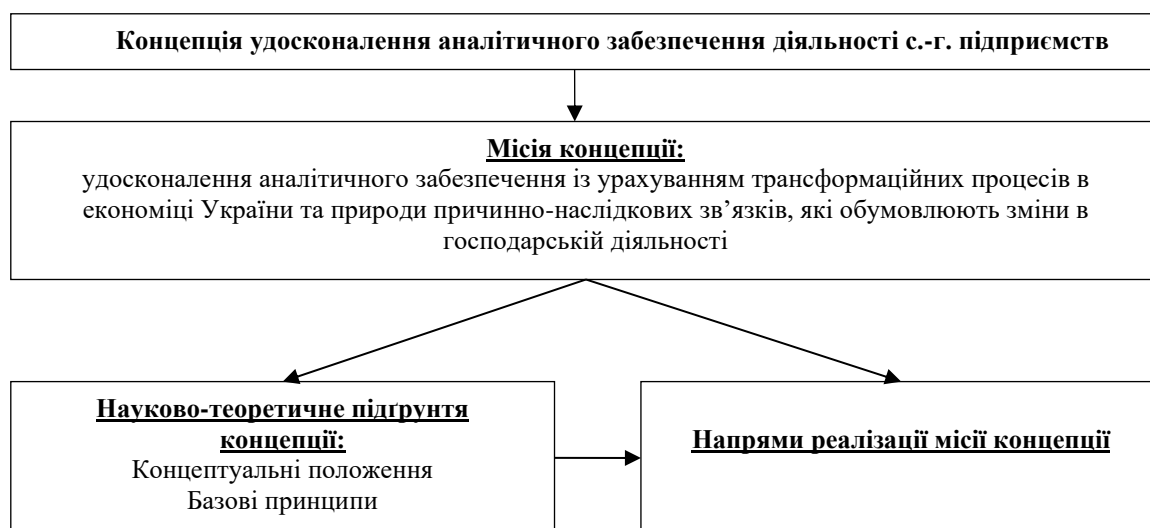 Концепція удосконалення аналітичного забезпечення діяльності с.-г. підприємств
Місія концепції:
удосконалення аналітичного забезпечення із урахуванням трансформаційних процесів в
економіці України та природи причинно-наслідкових зв’язків, які обумовлюють зміни в
господарській діяльності
Науково-теоретичне підґрунтя
концепції:
Концептуальні положення
Базові принципи
Напрями реалізації місії концепції